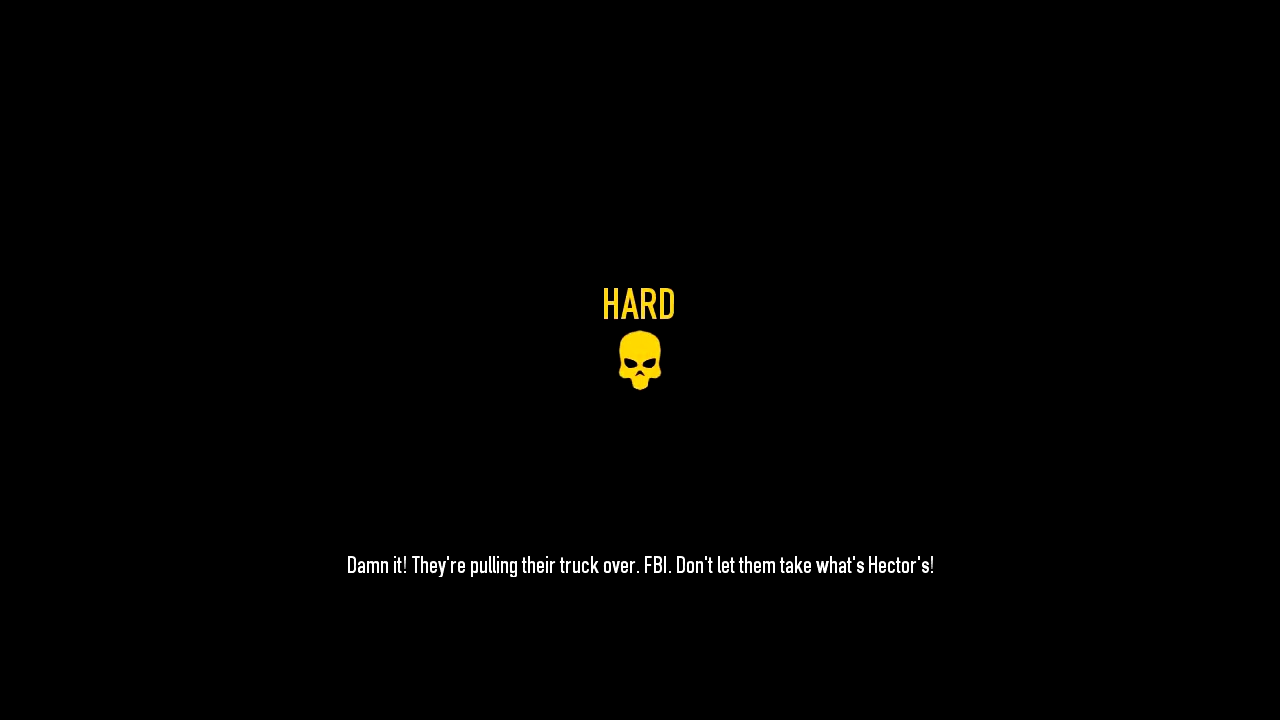 HARD
Damn it! They're pulling their truck over. FBI. Don't let them take what's Hector's!